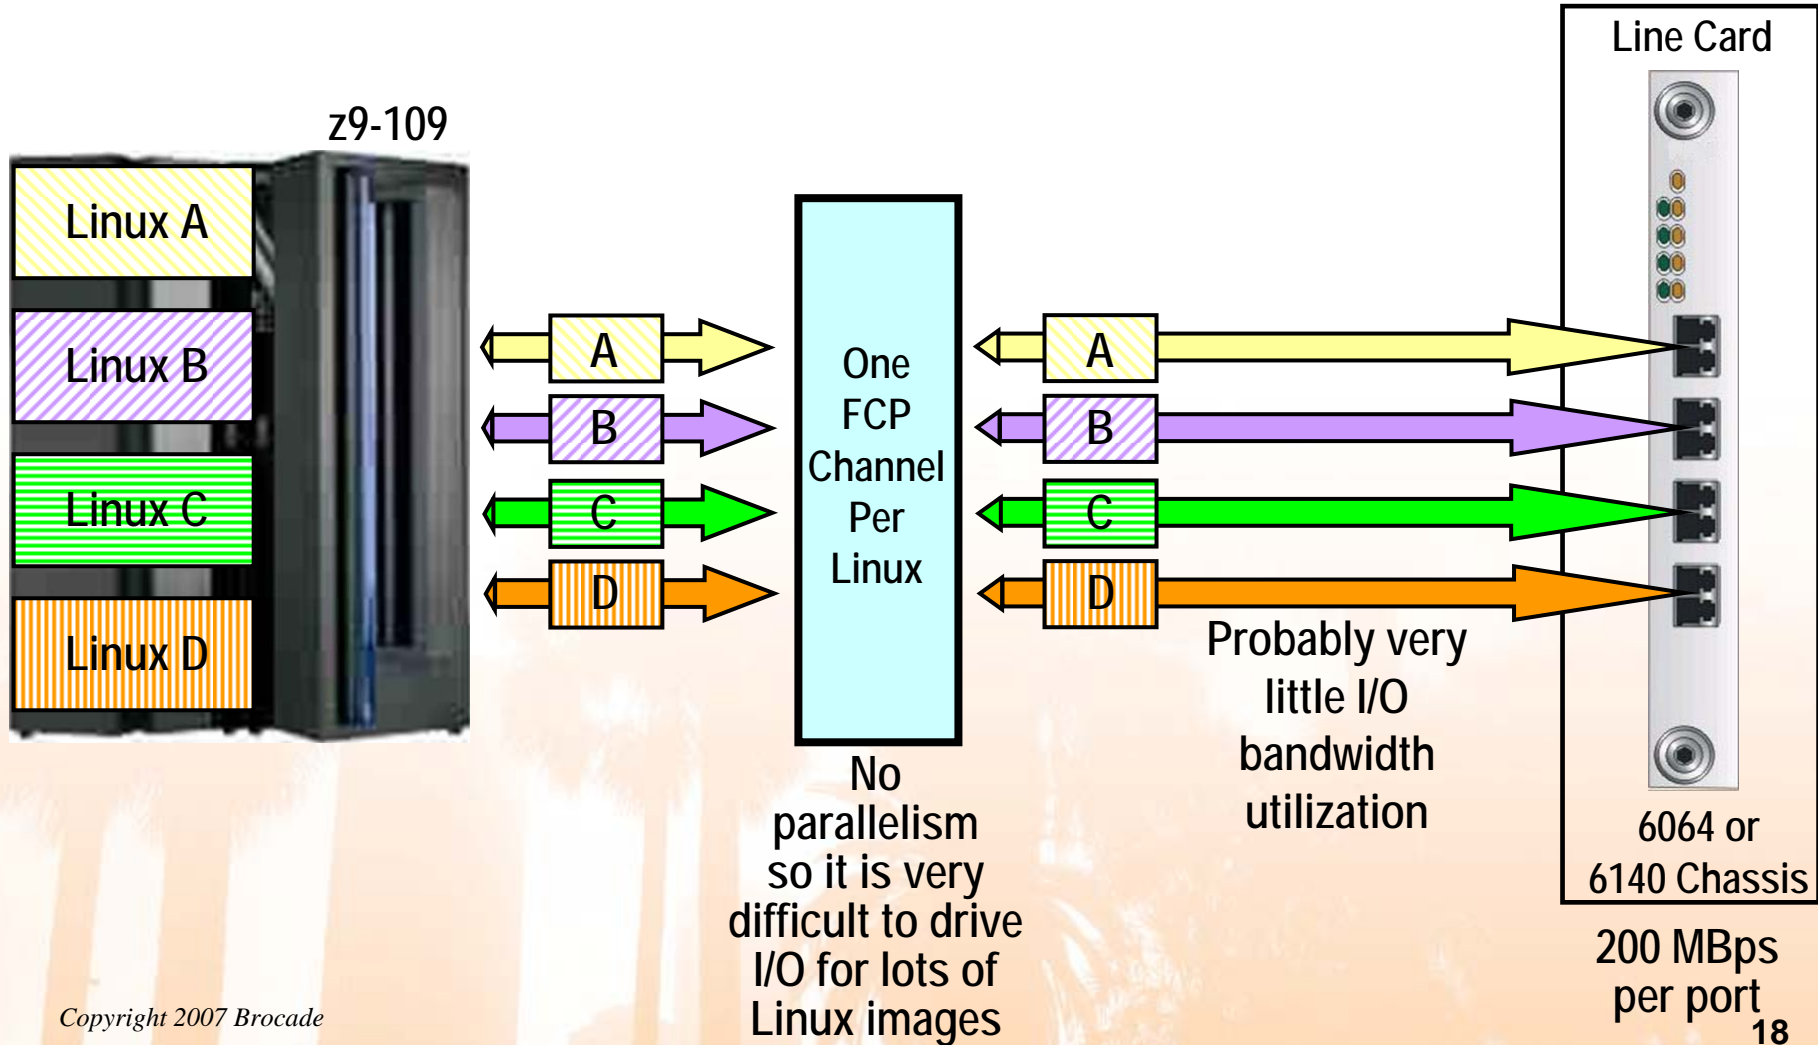 Line Card
z9-109
Linux A
Linux B
Linux C
Linux D
A
B
C
D
One
FCP
Channel
Per
Linux
A
B
C
D
No
parallelism
so it is very
difficult to drive
I/O for lots of
Linux images
Probably very
little I/O
bandwidth
utilization
6064 or
6140 Chassis
200 MBps
per port
Copyright 2007 Brocade
18